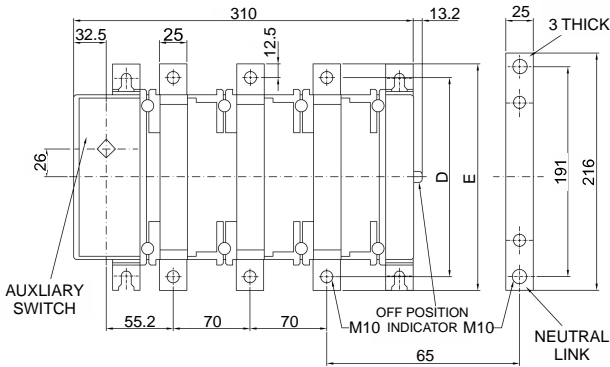 310
13.2
25
32.5
25
12.5
3 THICK
26
D
E
191
216
AUXLIARY
SWITCH
OFF POSITION
M10 INDICATOR M10
NEUTRAL
LINK
55.2
70
70
65